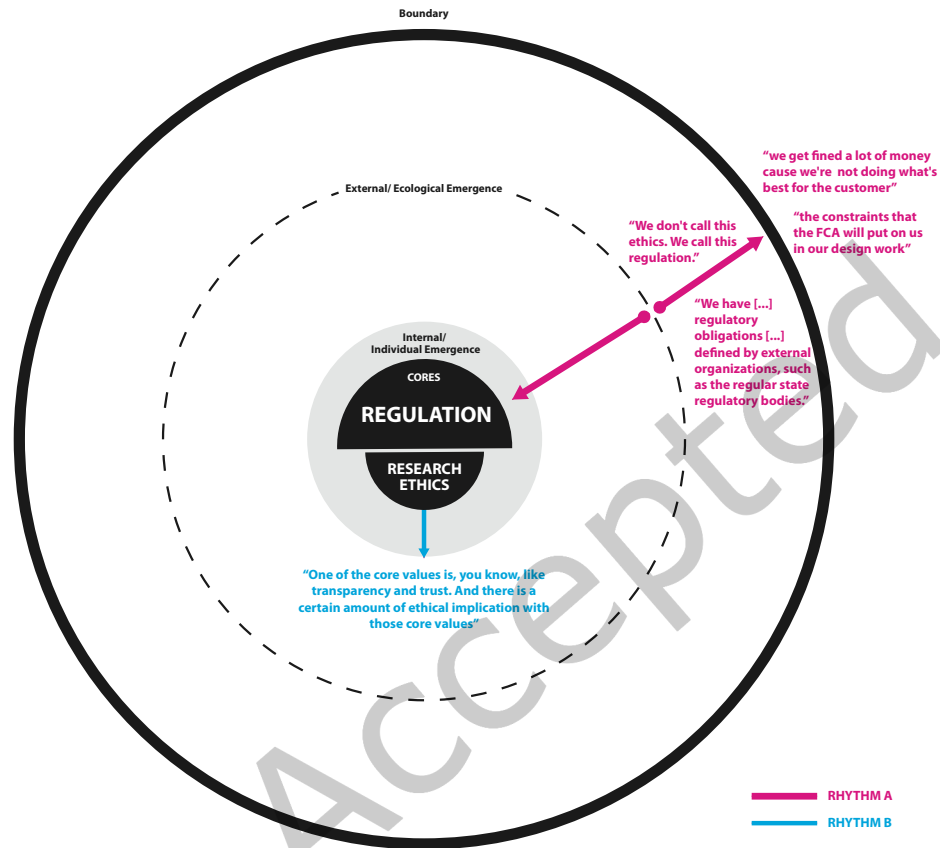 Boundary
External/ Ecological Emergence
“we get fined a lot of money
cause we're not doing what's
best for the customer”
“the constraints that
the FCA will put on us
in our design work”
“We don't call this
ethics. We call this
regulation.”
“We have [...]
regulatory
obligations [...]
defined by external
organizations, such
as the regular state
regulatory bodies.”
Internal/
Individual Emergence
CORES
REGULATION
RESEARCH
ETHICS
“One of the core values is, you know, like
transparency and trust. And there is a
certain amount of ethical implication with
those core values”
Accepted
RHYTHM A
RHYTHM B